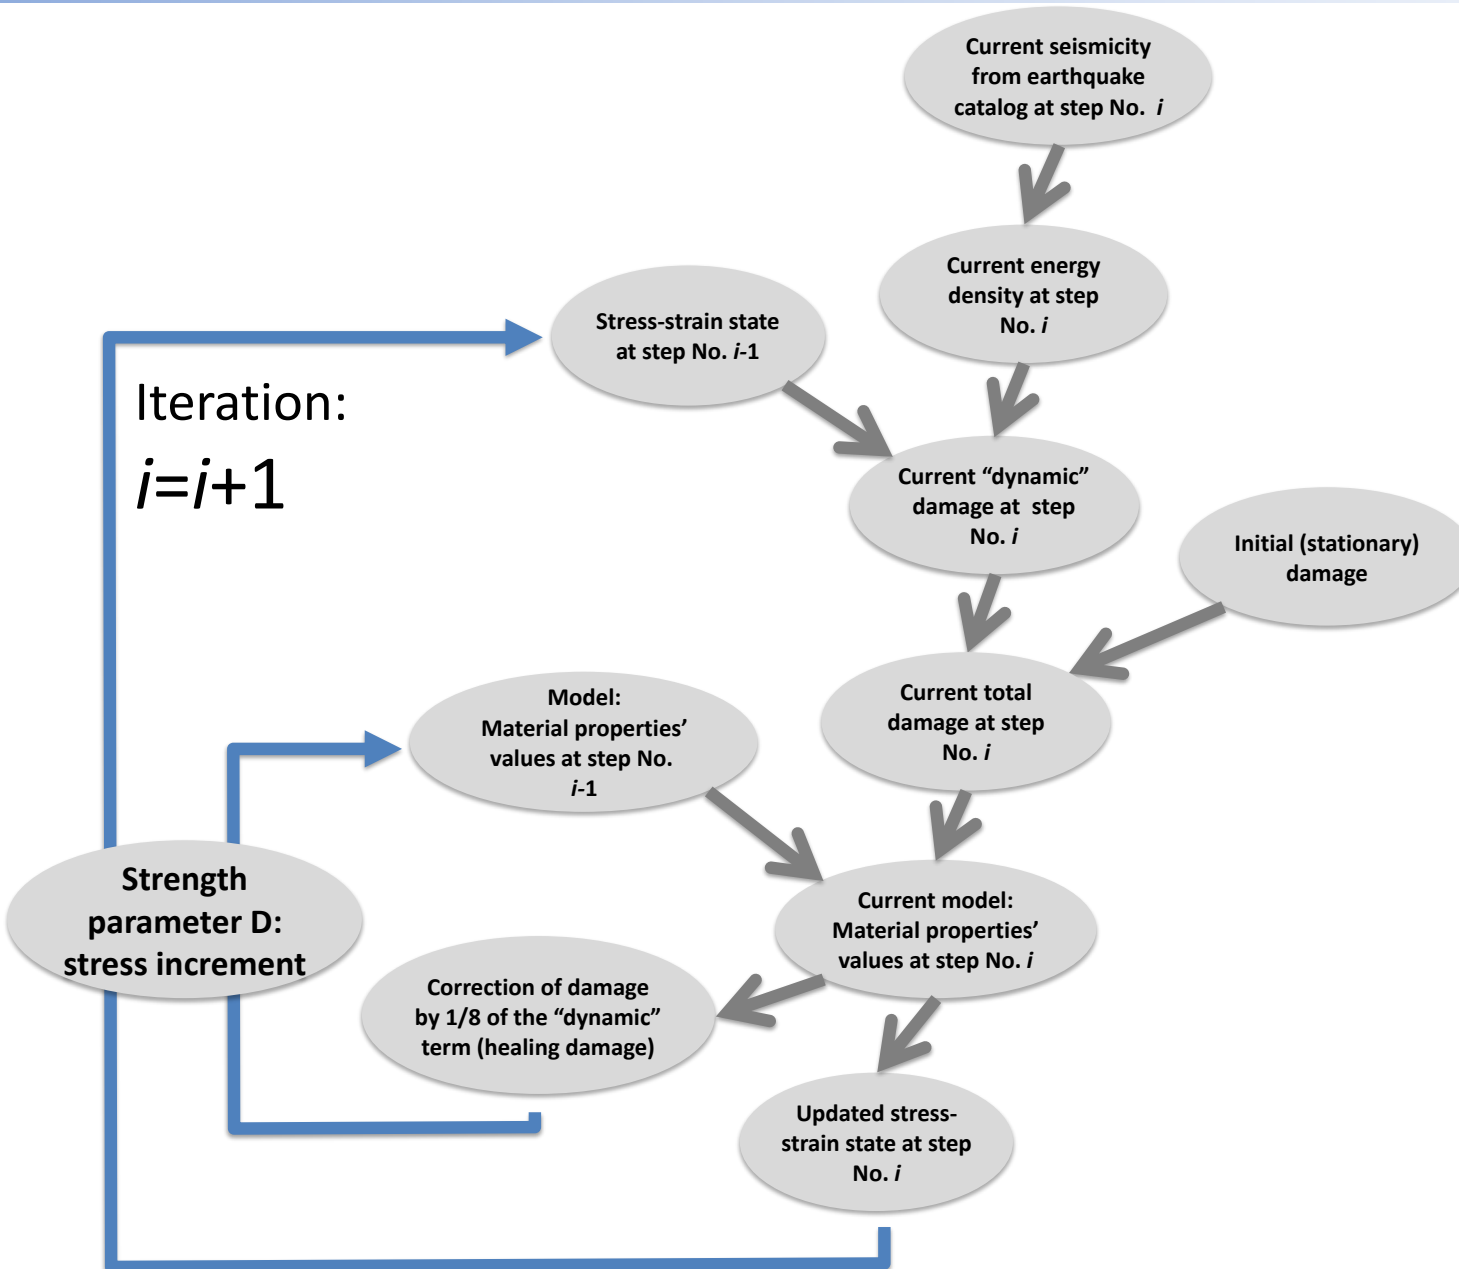 Current seismicity
from earthquake
catalog at step No. i
Current energy
density at step
No. i
Stress-strain state
at step No. i-1
Iteration:
i=i+1
Current “dynamic”
damage at step
No. i
Initial (stationary)
damage
Current total
damage at step
No. i
Model:
Material properties’
values at step No.
i-1
Strength
parameter D:
stress increment
Current model:
Material properties’
values at step No. i
Correction of damage
by 1/8 of the “dynamic”
term (healing damage)
Updated stress-
strain state at step
No. i